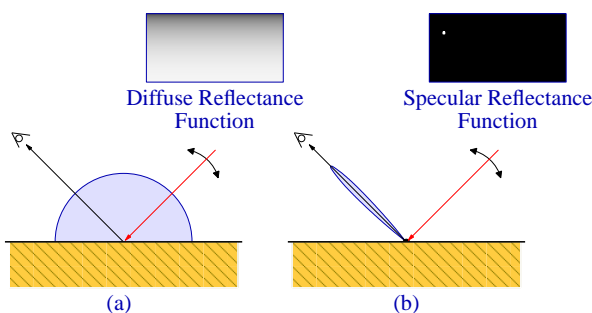 Diffuse Reflectance
Function
Specular Reflectance
Function
(a)
(b)